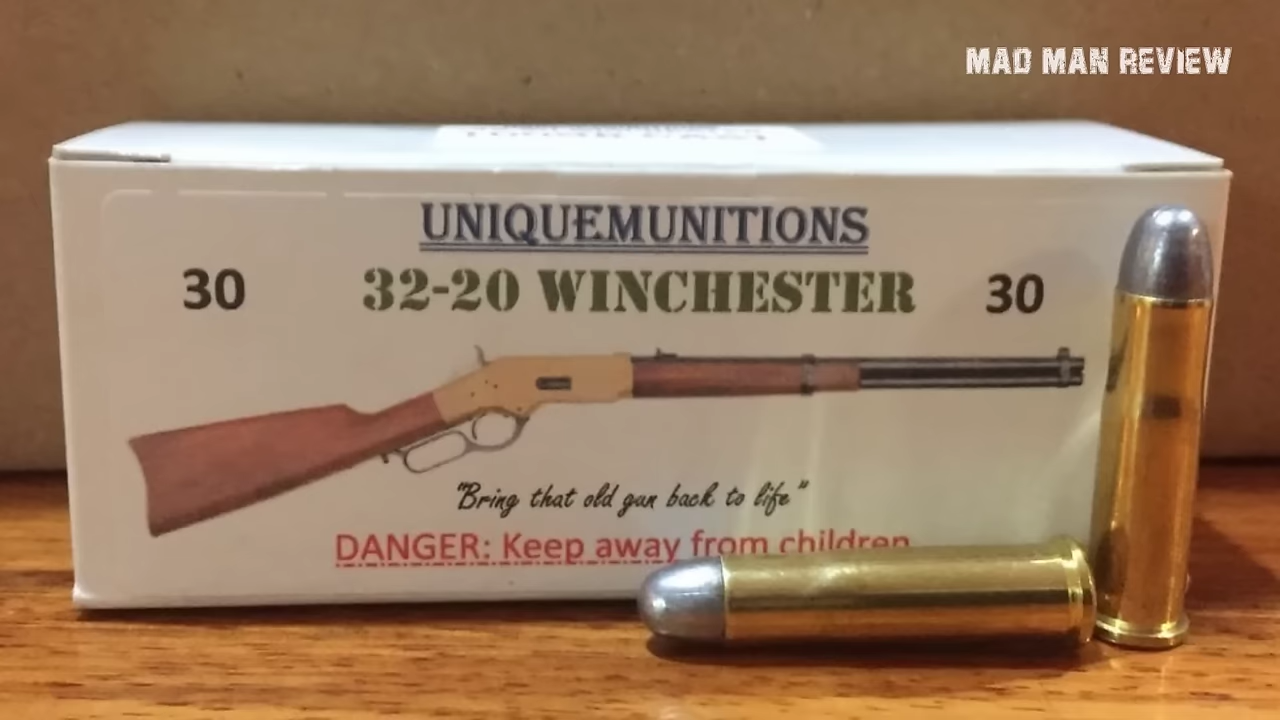 MAD MAN REVIEW
UNIQUEMUNITIONS
30 32-20 WINCHESTER 30
"Bring that old gun back to life"
DANGER: Keep away from children